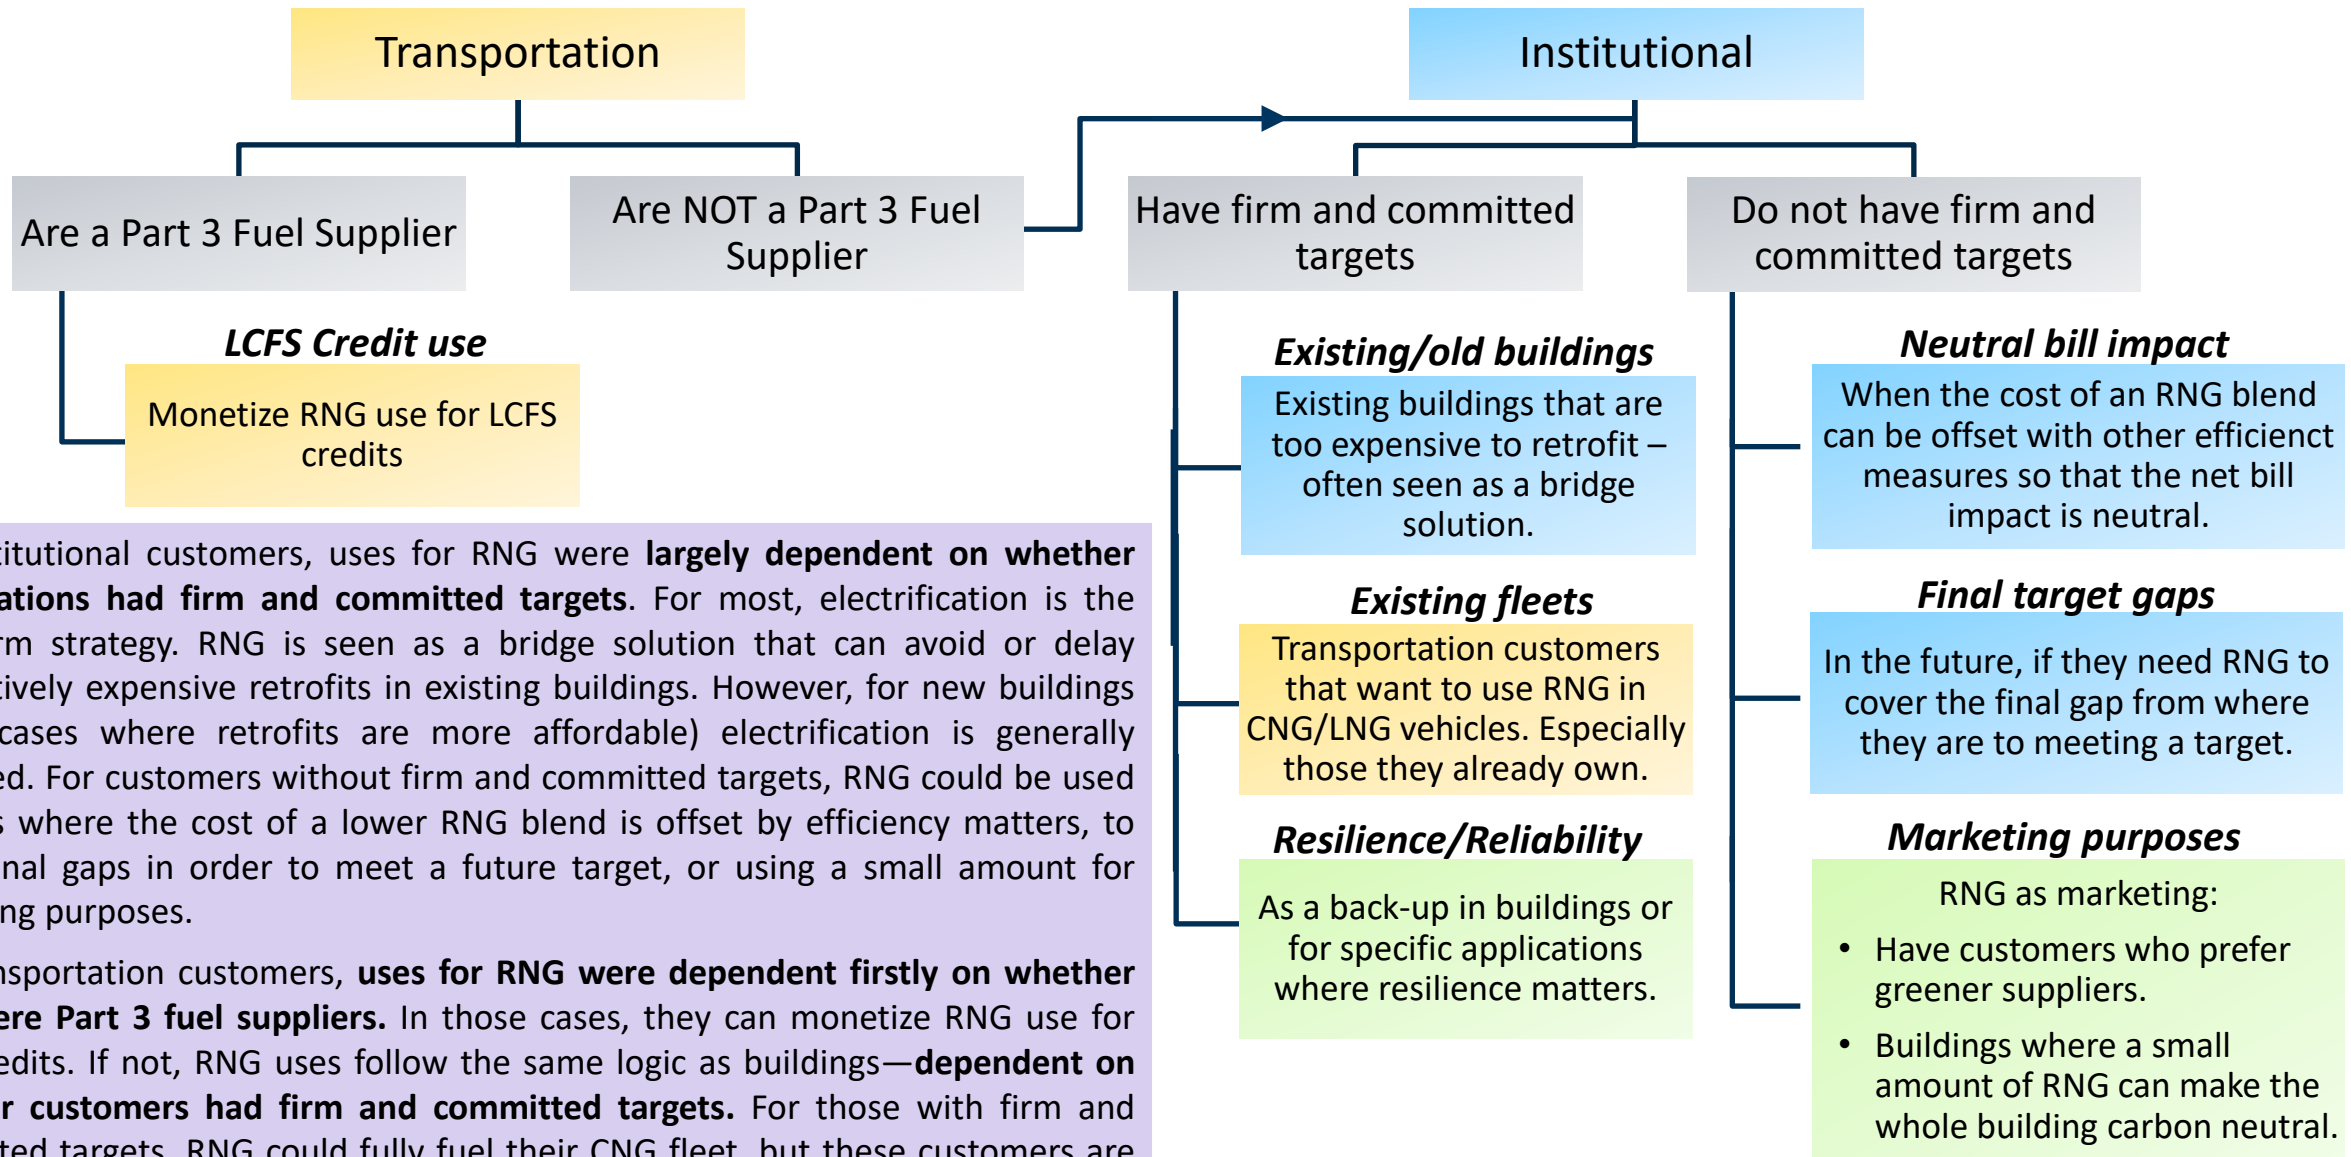 Transportation
Institutional
Are a Part 3 Fuel Supplier
Are NOT a Part 3 Fuel
Supplier
Have firm and committed
targets
Do not have firm and
committed targets
LCFS Credit use
Monetize RNG use for LCFS
credits
Existing/old buildings
Existing buildings that are
too expensive to retrofit –
often seen as a bridge
solution.
Existing fleets
Transportation customers
that want to use RNG in
CNG/LNG vehicles. Especially
those they already own.
Resilience/Reliability
As a back-up in buildings or
for specific applications
where resilience matters.
Neutral bill impact
When the cost of an RNG blend
can be offset with other efficienct
measures so that the net bill
impact is neutral.
Final target gaps
In the future, if they need RNG to
cover the final gap from where
they are to meeting a target.
Marketing purposes
RNG as marketing:
• Have customers who prefer
greener suppliers.
• Buildings where a small
amount of RNG can make the
whole building carbon neutral.
titutional customers, uses for RNG were largely dependent on whether
ations had firm and committed targets. For most, electrification is the
rm strategy. RNG is seen as a bridge solution that can avoid or delay
tively expensive retrofits in existing buildings. However, for new buildings
cases where retrofits are more affordable) electrification is generally
ed. For customers without firm and committed targets, RNG could be used
s where the cost of a lower RNG blend is offset by efficiency matters, to
nal gaps in order to meet a future target, or using a small amount for
ng purposes.
nsportation customers, uses for RNG were dependent firstly on whether
ere Part 3 fuel suppliers. In those cases, they can monetize RNG use for
edits. If not, RNG uses follow the same logic as buildings—dependent on
r customers had firm and committed targets. For those with firm and
ted targets, RNG could fully fuel their CNG fleet, but these customers are